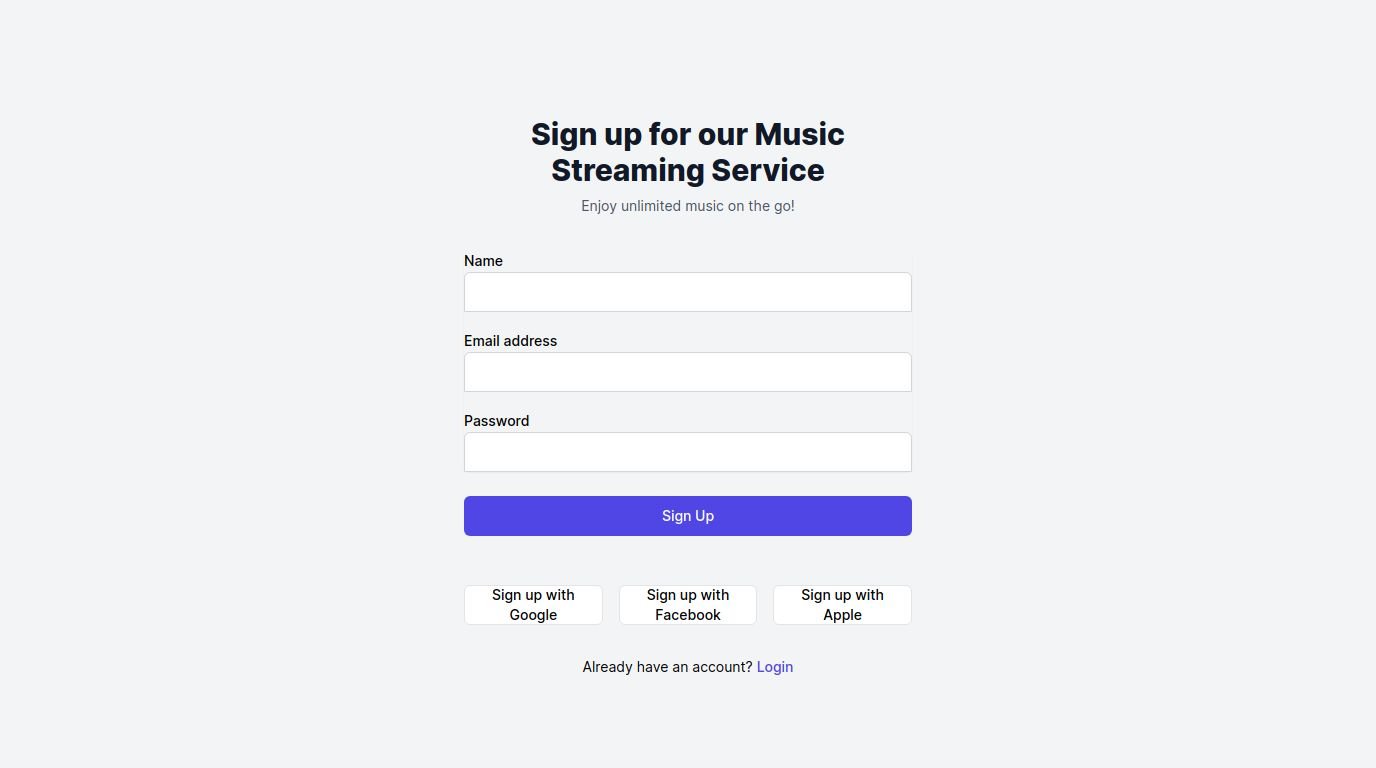 Sign up for our Music
Streaming Service
Enjoy unlimited music on the go!
Name
Email address
Password
Sign Up
Sign up with
Google
Sign up with
Facebook
Sign up with
Apple
Already have an account? Login